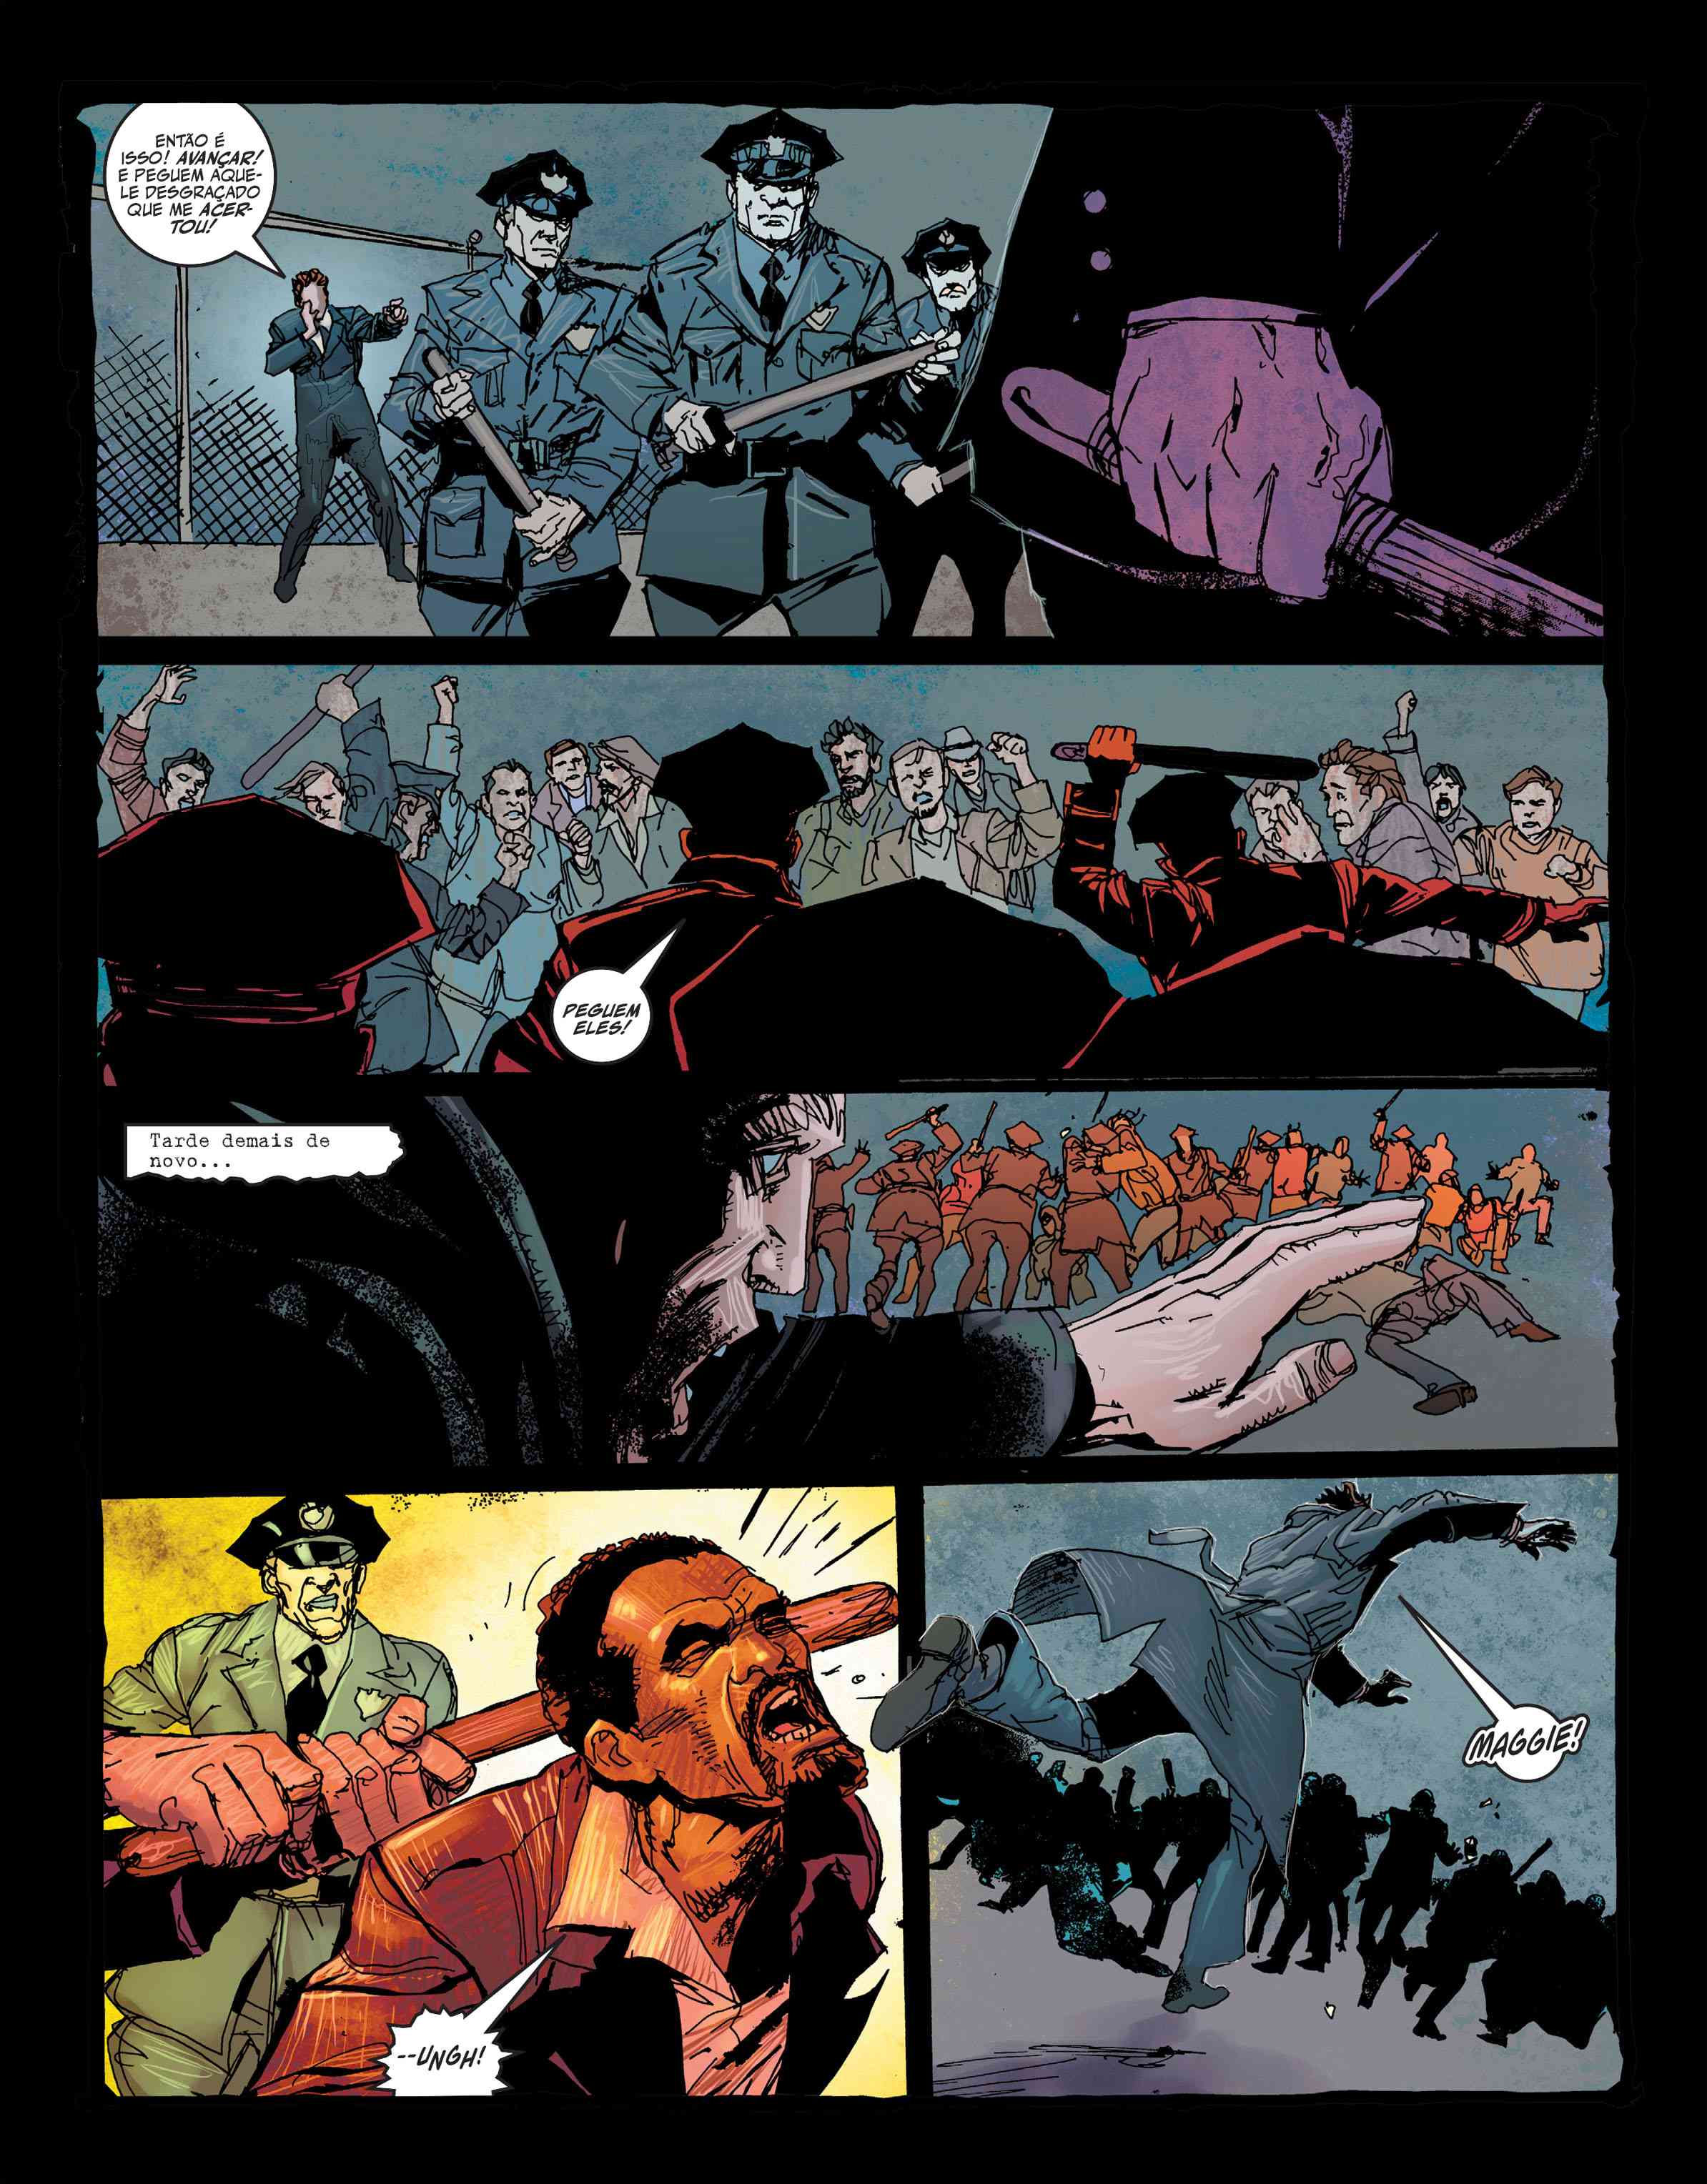 ENTÃO É
ISSO! AVANÇAR!
E PEGUEM AQUE-
LE DESGRAÇADO
QUE ME ACER-
TOU!
PEGUEM
ELES!
Tarde demais de
novo...
--UNGH!
MAGGIE!